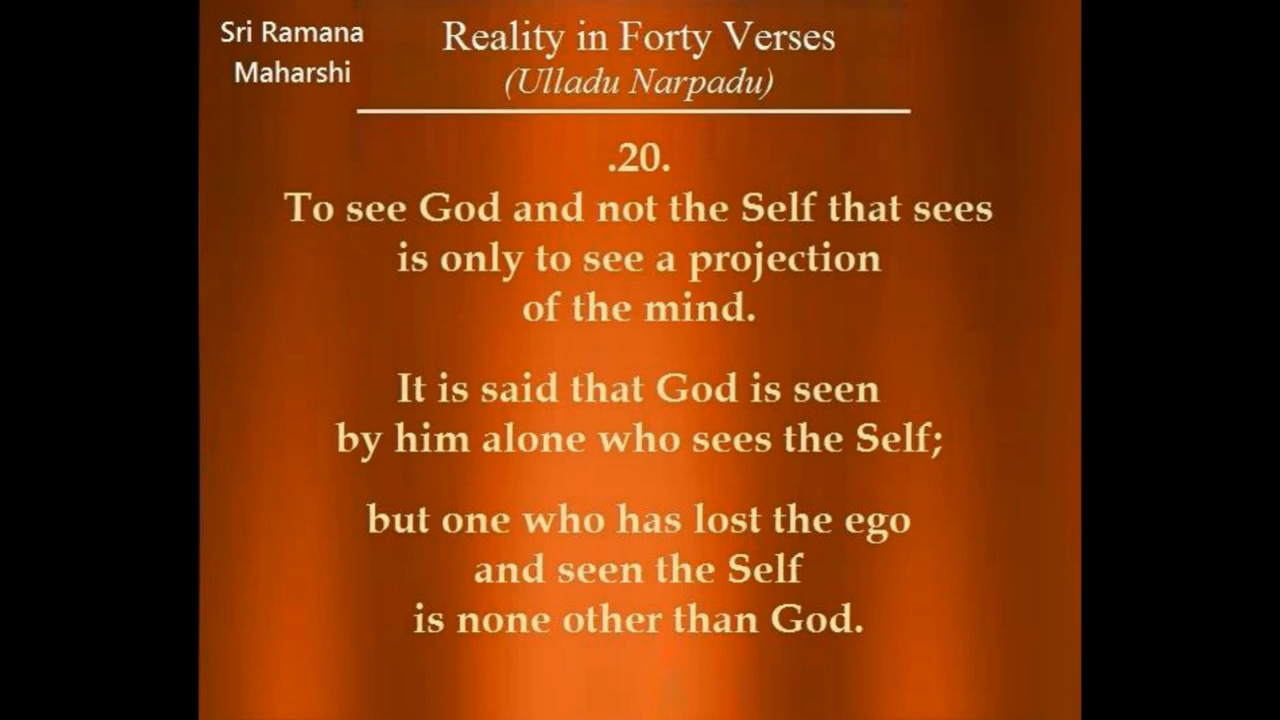 Sri Ramana
Maharshi
Reality in Forty Verses
(Ulladu Narpadu)
.20.
To see God and not the Self that sees
is only to see a projection
of the mind.
It is said that God is seen
by him alone who sees the Self;
but one who has lost the ego
and seen the Self
is none other than God.